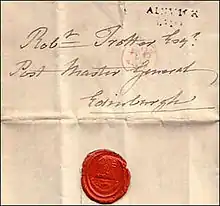 ALNWICK
Robt Trotter Esqr.
Post Master General
Edinburgh